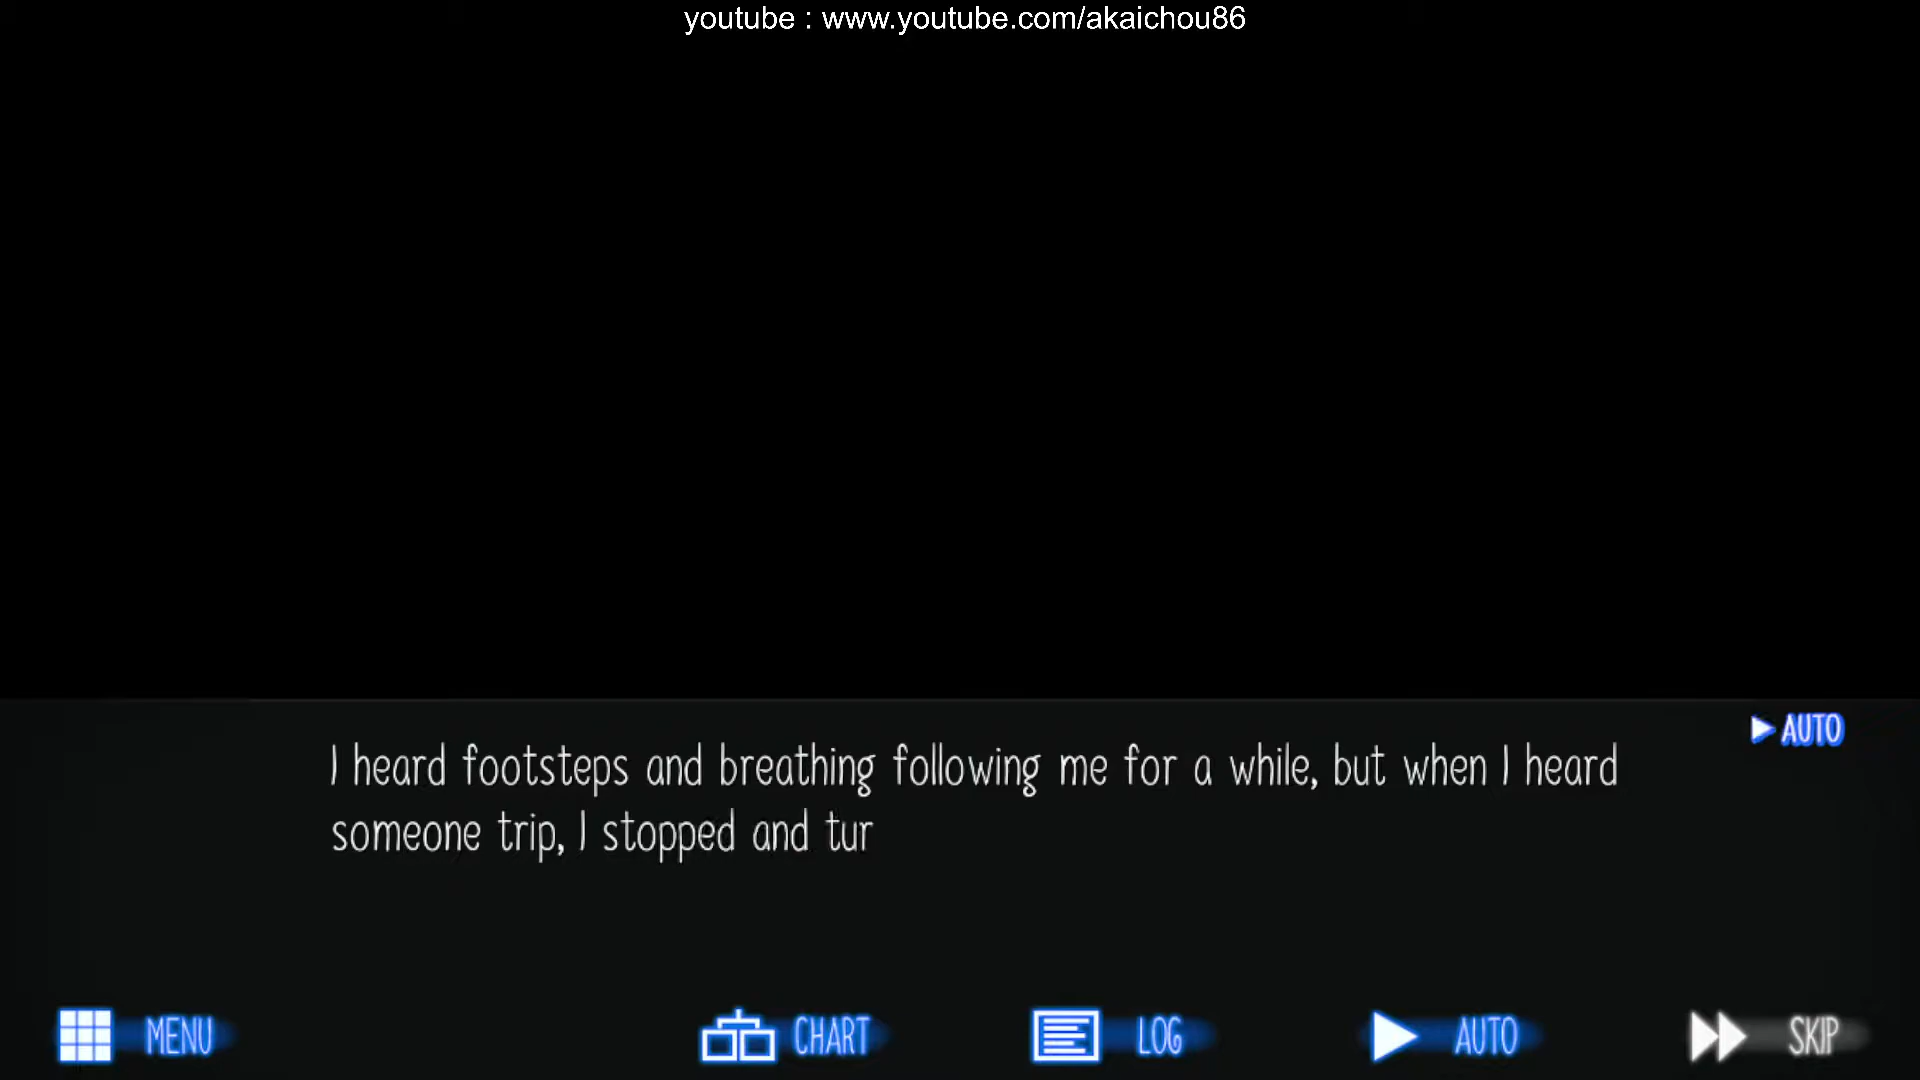 youtube : www.youtube.com/akaichou86
AUTO
I heard footsteps and breathing following me for a while, but when I heard
someone trip, I stopped and tur
MENU
CHART
LOG
AUTO
SKIP